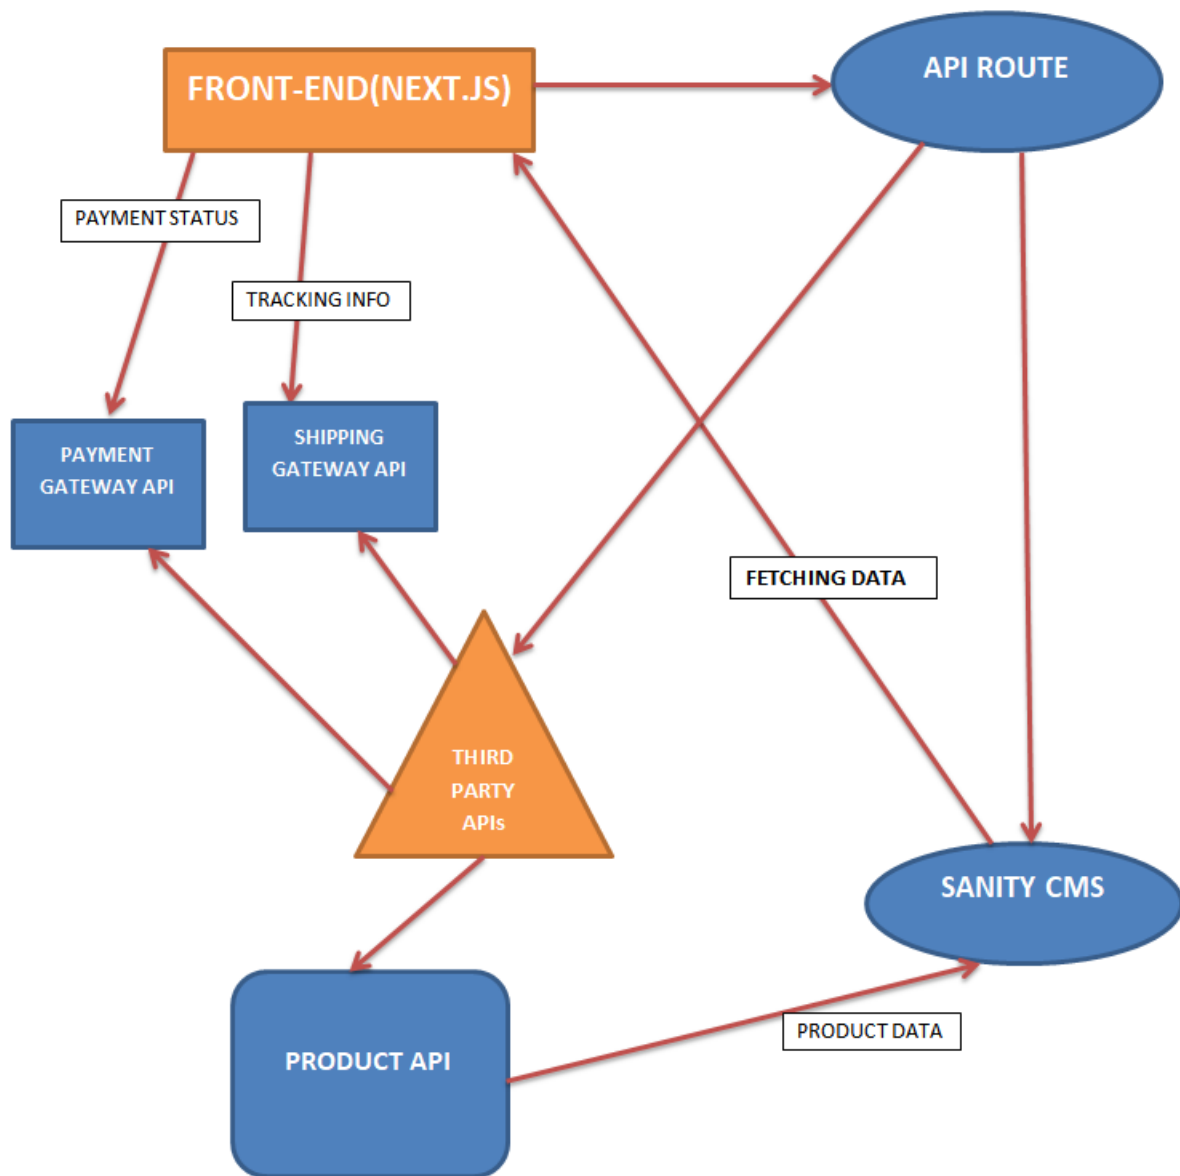 FRONT-END(NEXT.JS)
API ROUTE
PAYMENT STATUS
TRACKING INFO
PAYMENT
GATEWAY API
SHIPPING
GATEWAY API
FETCHING DATA
THIRD
PARTY
APIs
SANITY CMS
PRODUCT API
PRODUCT DATA